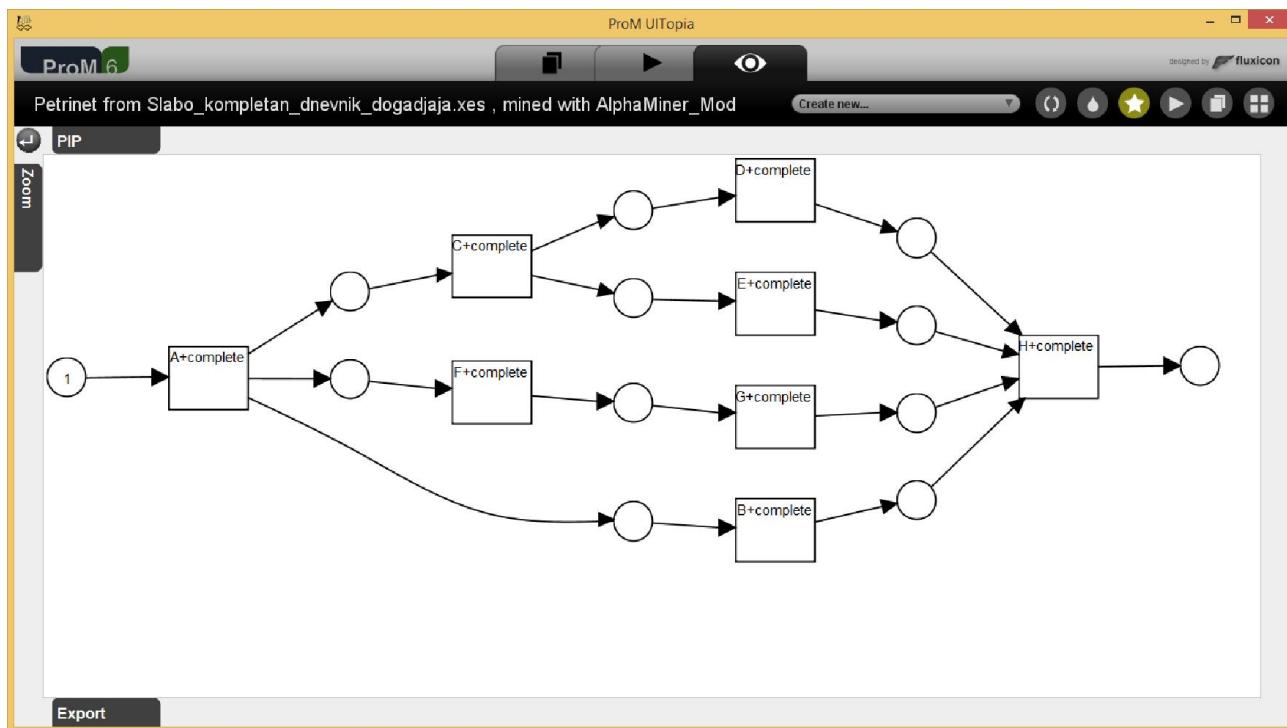 ProM UITopia
ProM 6
designed by fluxicon
Petrinet from Slabo_kompletan_dnevnik_dogadjaja.xes , mined with AlphaMiner_Mod
Create new...
PIP
Zoom
D+complete
C+complete
E+complete
H+complete
A+complete
1
F+complete
G+complete
B+complete
Export